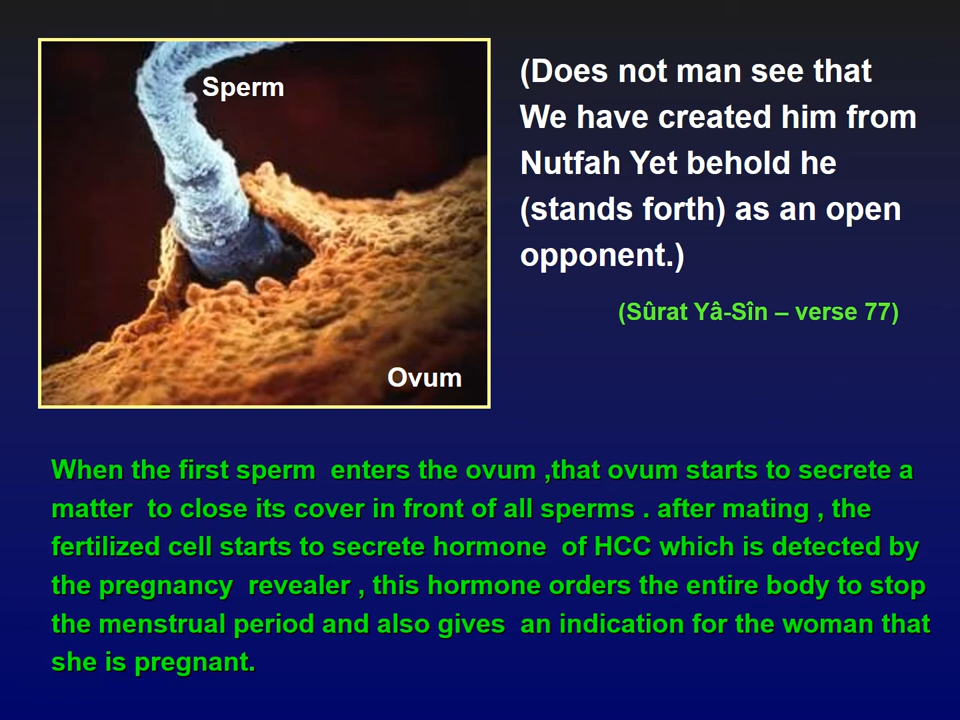 Sperm
Ovum
(Does not man see that
We have created him from
Nutfah Yet behold he
(stands forth) as an open
opponent.)
(Sûrat Yâ-Sîn – verse 77)
When the first sperm  enters the ovum ,that ovum starts to secrete a
matter  to close its cover in front of all sperms . after mating , the
fertilized cell starts to secrete hormone  of HCC which is detected by
the pregnancy  revealer , this hormone orders the entire body to stop
the menstrual period and also gives  an indication for the woman that
she is pregnant.